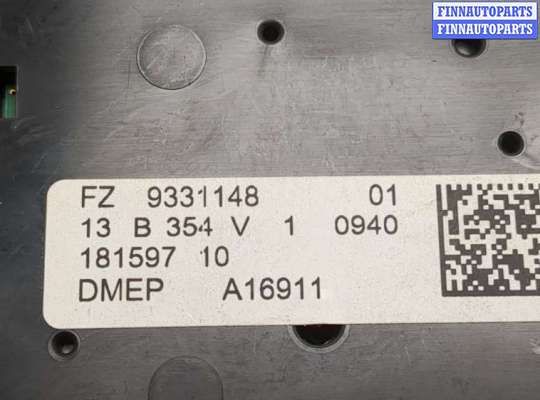 FINNAUTOPARTS
FINNAUTOPARTS
FZ 9331148 01
13 B 354 V 1 0940
181597 10
DMEP A16911